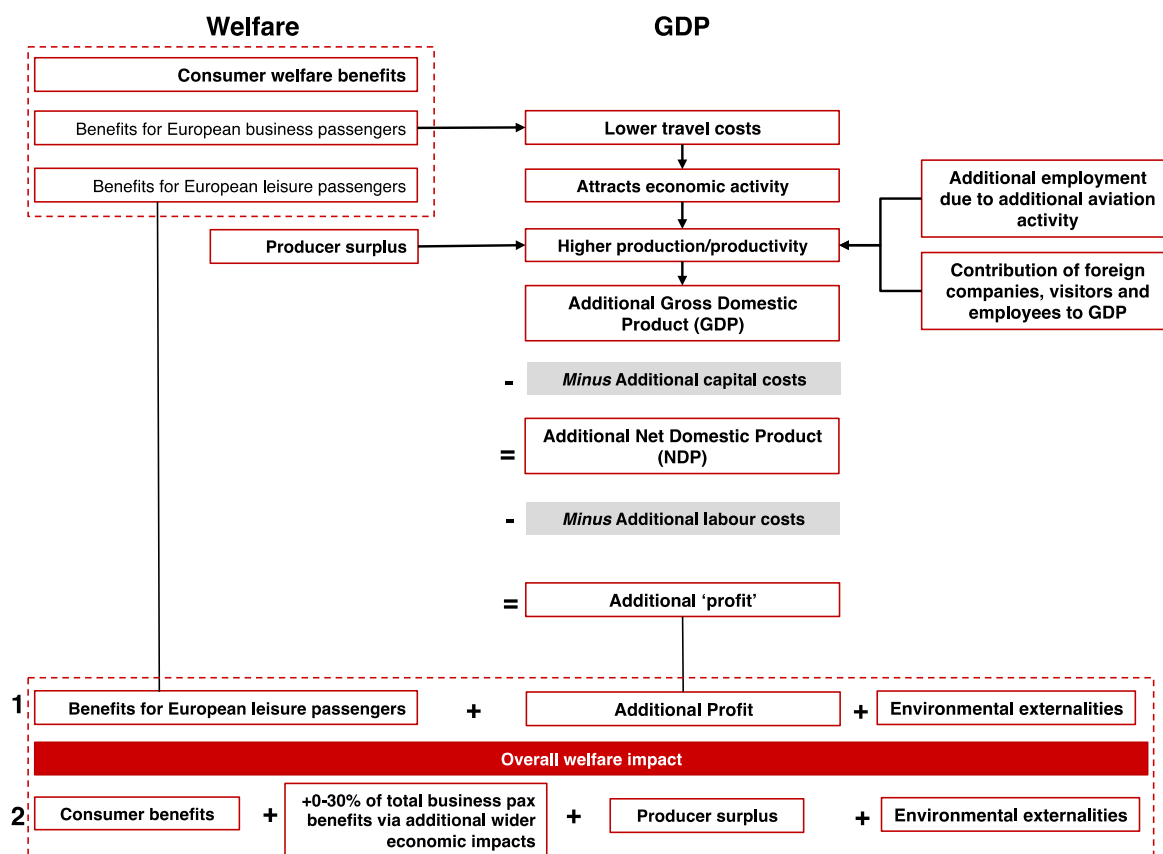 Welfare
GDP
Consumer welfare benefits
Benefits for European business passengers
Lower travel costs
Benefits for European leisure passengers
Attracts economic activity
Additional employment
due to additional aviation
activity
Producer surplus
Higher production/productivity
Contribution of foreign
companies, visitors and
employees to GDP
Additional Gross Domestic
Product (GDP)
- Minus Additional capital costs
= Additional Net Domestic Product
(NDP)
- Minus Additional labour costs
= Additional ‘profit’
1 Benefits for European leisure passengers + Additional Profit + Environmental externalities
Overall welfare impact
2 Consumer benefits + +0-30% of total business pax
benefits via additional wider
economic impacts
+ Producer surplus + Environmental externalities